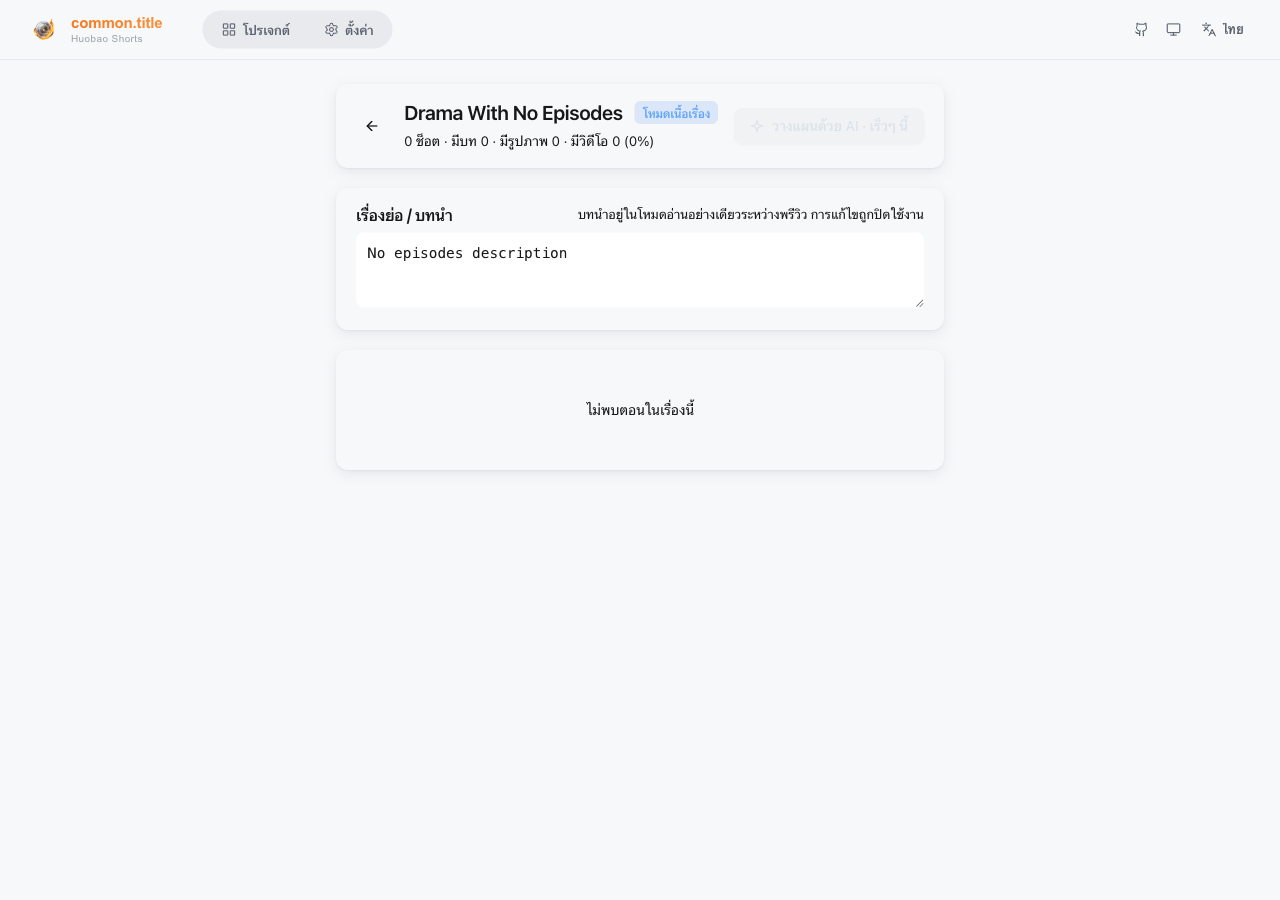 common.title
Huobao Shorts
โปรเจกต์
ตั้งค่า
ไทย
Drama With No Episodes
โหมดเนื้อเรื่อง
0 ช็อต · มีบท 0 · มีรูปภาพ 0 · มีวิดีโอ 0 (0%)
วางแผนด้วย AI · เร็วๆ นี้
เรื่องย่อ / บทนำ
บทนำอยู่ในโหมดอ่านอย่างเดียวระหว่างพรีวิว การแก้ไขถูกปิดใช้งาน
No episodes description
ไม่พบตอนในเรื่องนี้